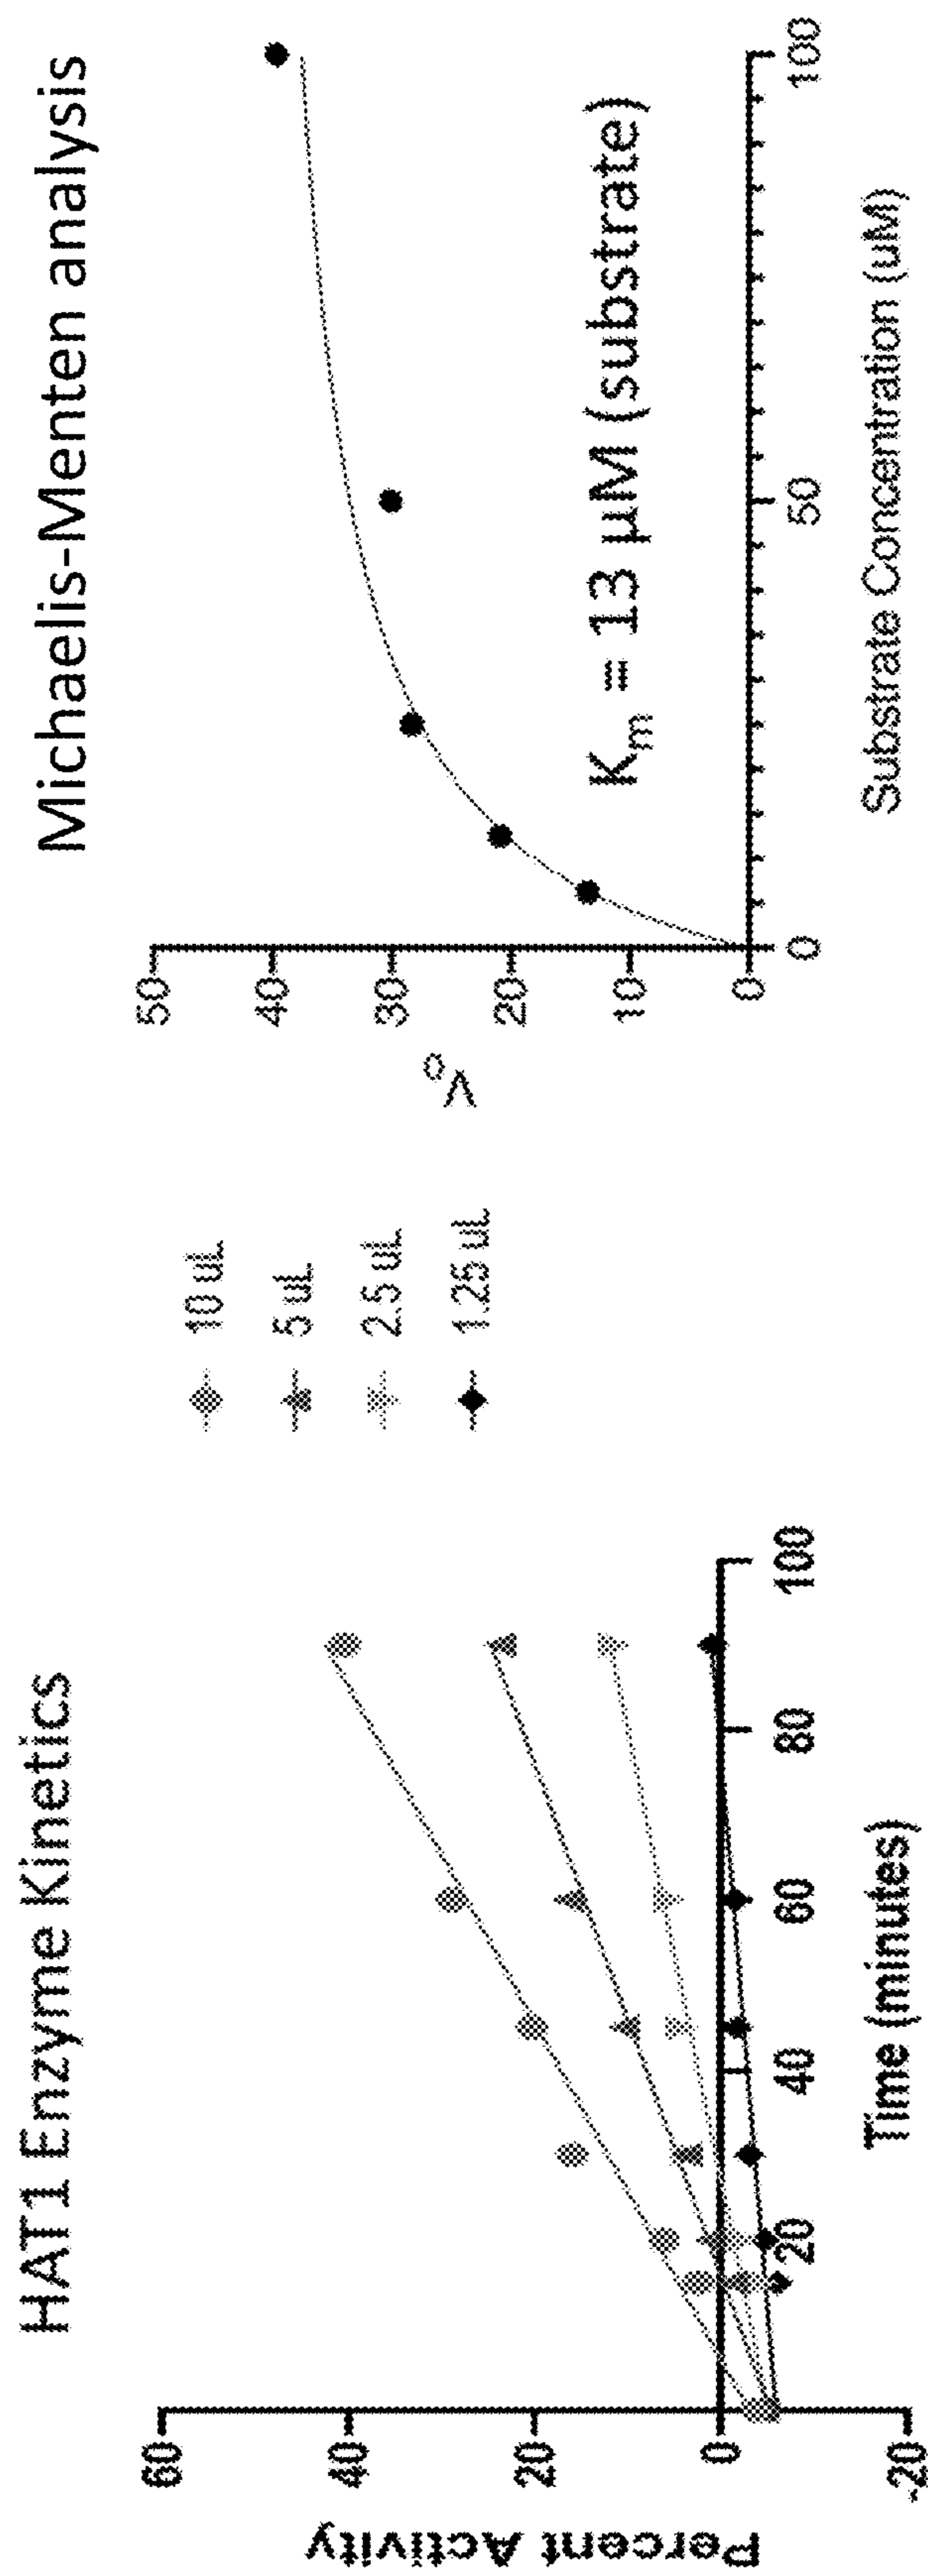 HAT1 Enzyme Kinetics
Percent Activity
60
40
20
0
-20
20
40
60
80
100
Time (minutes)
10 uL
5 uL
2.5 uL
1.25 uL
Michaelis-Menten analysis
V₀
50
40
30
20
10
0
Kₘ = 13 µM (substrate)
0
50
100
Substrate Concentration (uM)